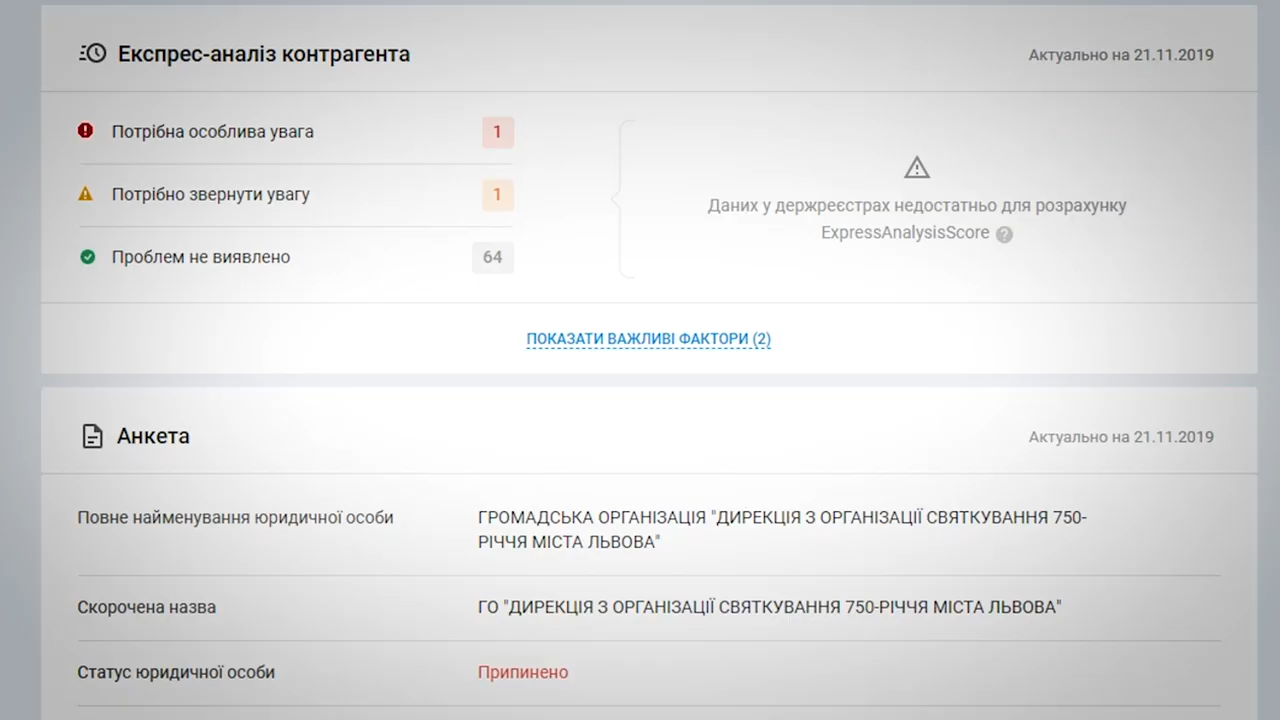 Експрес-аналіз контрагента
Актуально на 21.11.2019
Потрібна особлива увага
1
Потрібно звернути увагу
1
Проблем не виявлено
64
Даних у держреєстрах недостатньо для розрахунку
ExpressAnalysisScore
ПОКАЗАТИ ВАЖЛИВІ ФАКТОРИ (2)
Анкета
Актуально на 21.11.2019
Повне найменування юридичної особи
ГРОМАДСЬКА ОРГАНІЗАЦІЯ "ДИРЕКЦІЯ З ОРГАНІЗАЦІЇ СВЯТКУВАННЯ 750-
РІЧЧЯ МІСТА ЛЬВОВА"
Скорочена назва
ГО "ДИРЕКЦІЯ З ОРГАНІЗАЦІЇ СВЯТКУВАННЯ 750-РІЧЧЯ МІСТА ЛЬВОВА"
Статус юридичної особи
Припинено